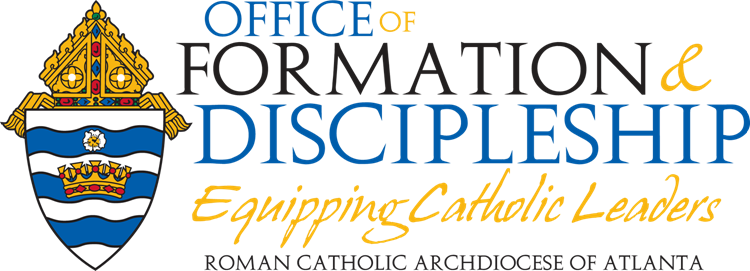 OFFICE OF
FORMATION &
DISCIPLESHIP
Equipping Catholic Leaders
ROMAN CATHOLIC ARCHDIOCESE OF ATLANTA